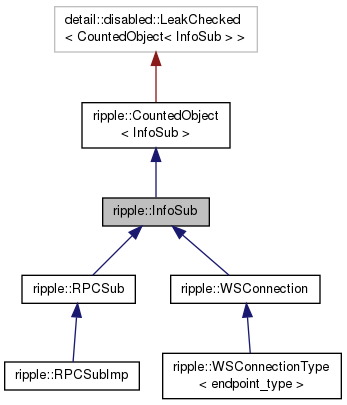 detail::disabled::LeakChecked
< CountedObject< InfoSub > >
ripple::CountedObject
< InfoSub >
ripple::InfoSub
ripple::RPCSub
ripple::WSConnection
ripple::RPCSubImp
ripple::WSConnectionType
< endpoint_type >